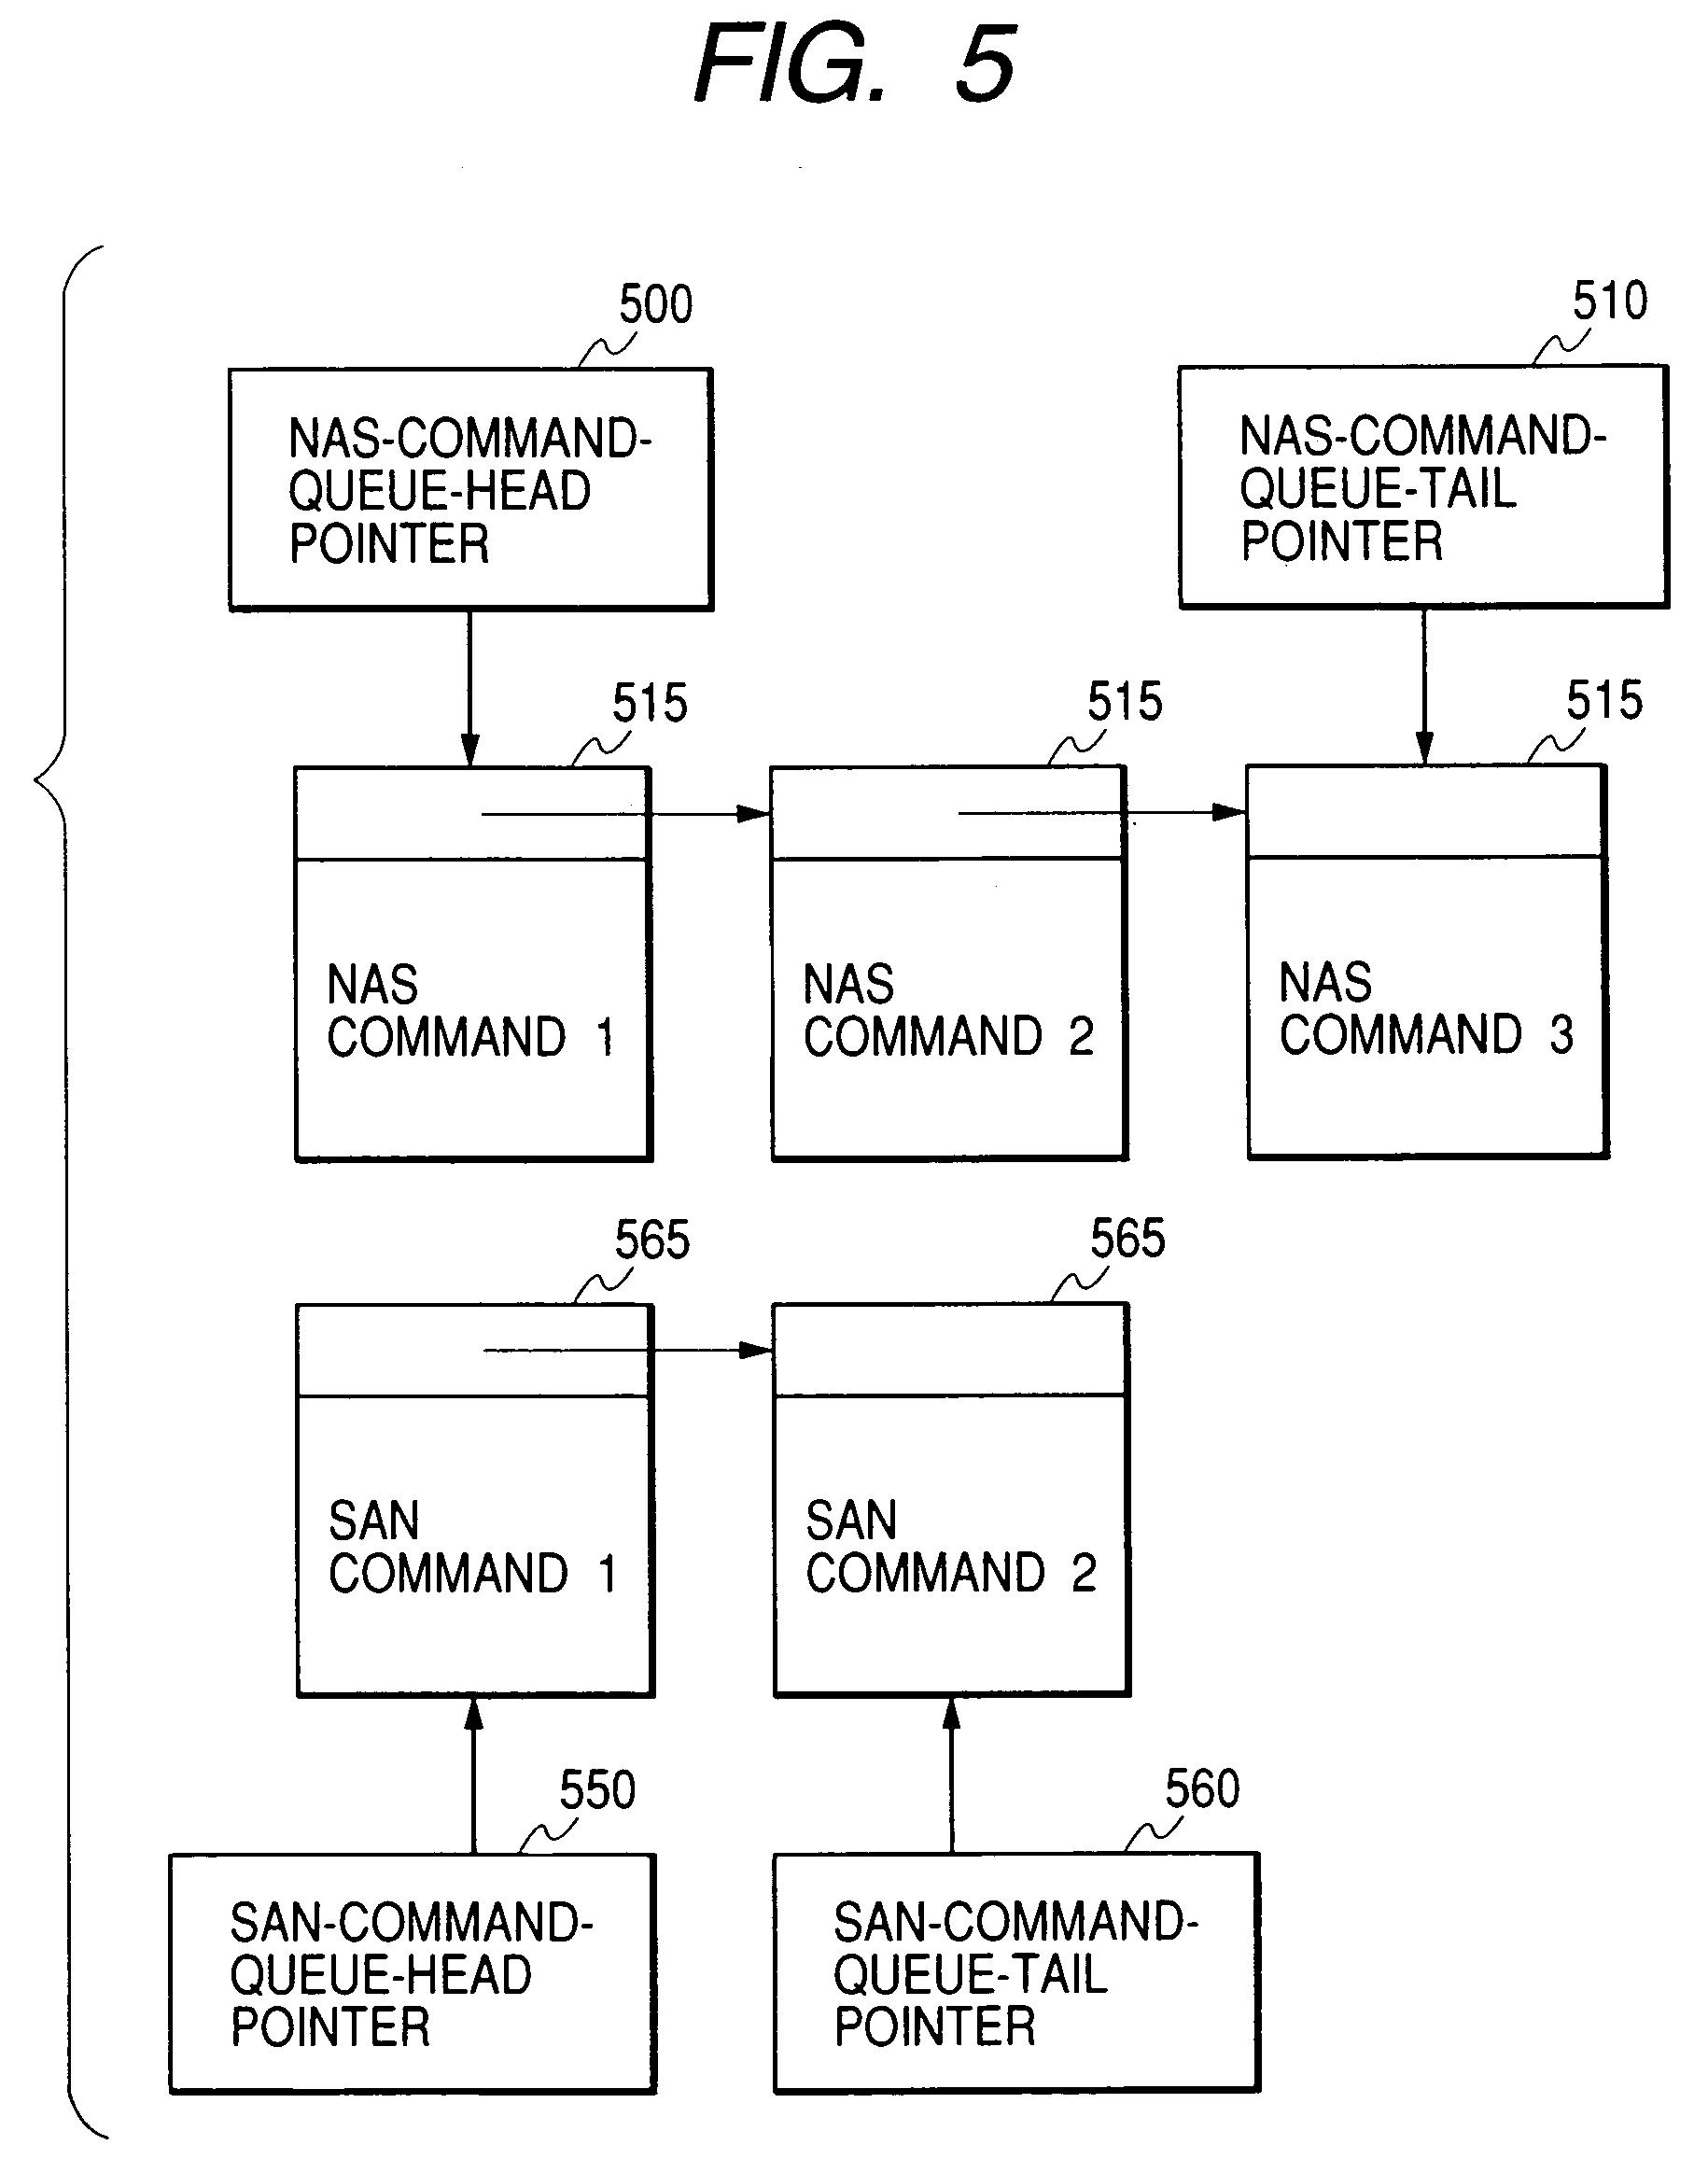 FIG. 5
500
510
NAS-COMMAND-
QUEUE-HEAD
POINTER
NAS-COMMAND-
QUEUE-TAIL
POINTER
515
515
515
NAS
COMMAND 1
NAS
COMMAND 2
NAS
COMMAND 3
565
565
SAN
COMMAND 1
SAN
COMMAND 2
550
560
SAN-COMMAND-
QUEUE-HEAD
POINTER
SAN-COMMAND-
QUEUE-TAIL
POINTER